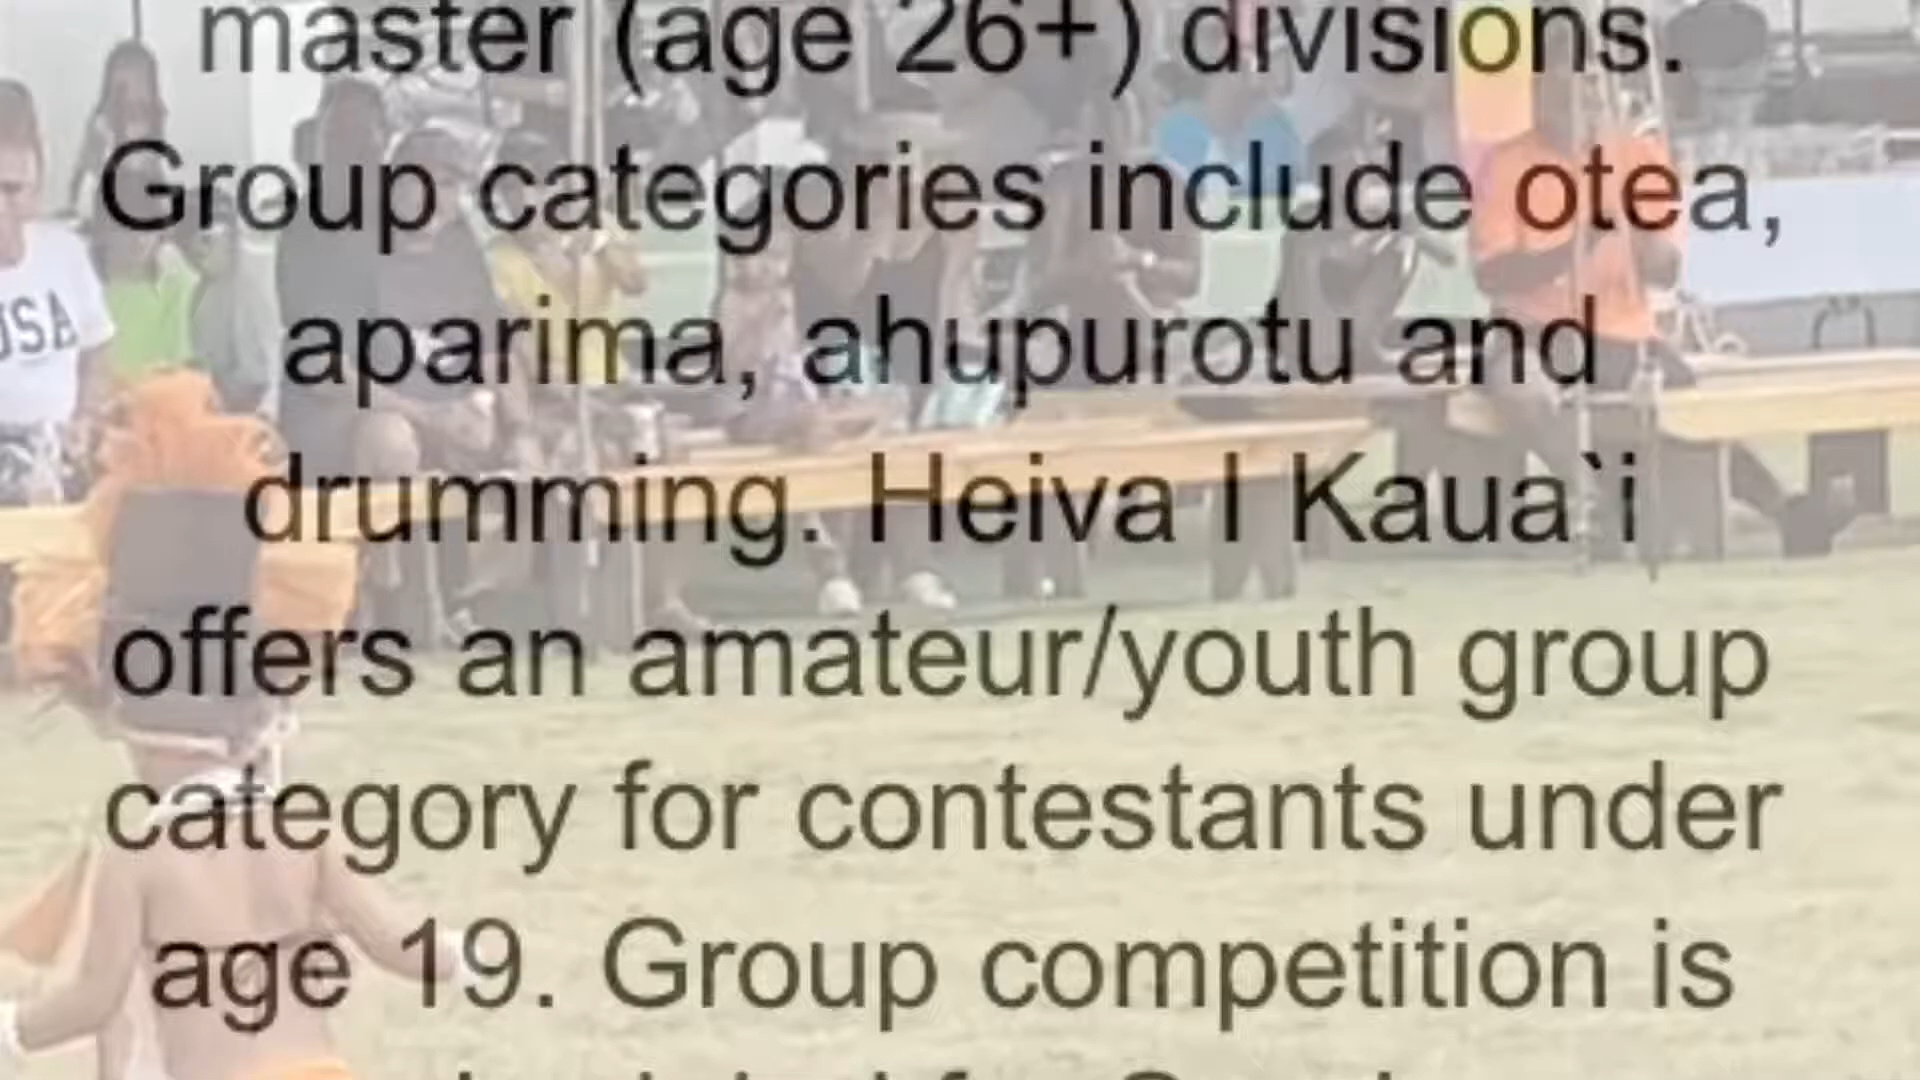 master (age 26+) divisions.
Group categories include otea,
aparima, ahupurotu and
drumming. Heiva I Kaua`i
offers an amateur/youth group
category for contestants under
age 19. Group competition is
USA